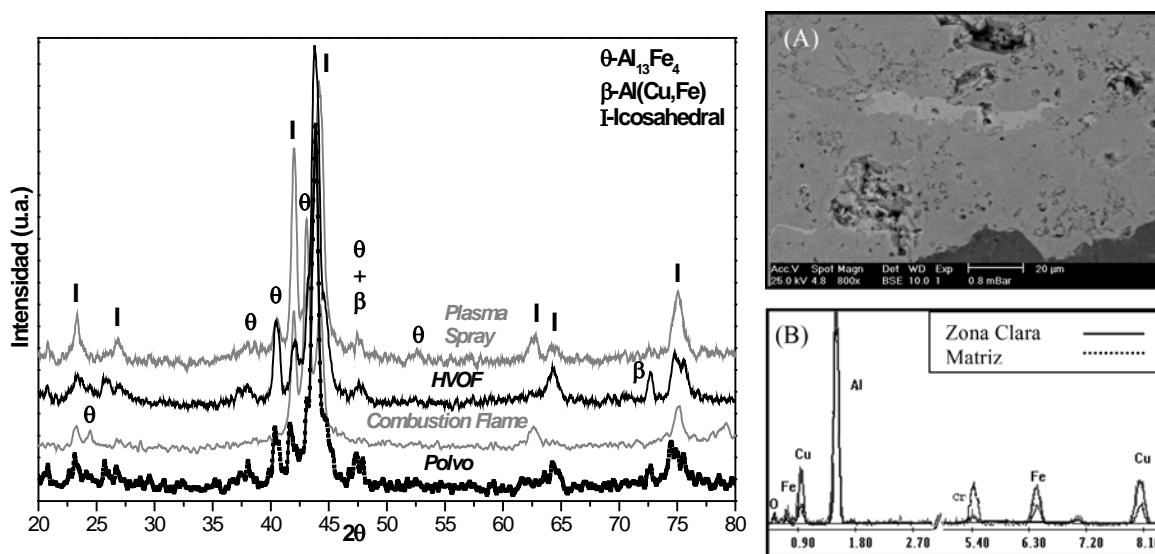 θ-Al13Fe4
β-Al(Cu,Fe)
I-Icosahedral
I
I
θ
I
I
θ
θ
θ
+
β
θ
I
I
I
β
θ
Plasma
Spray
HVOF
Combustion Flame
Polvo
Intensidad (u.a.)
20 25 30 35 40 45 50 55 60 65 70 75 80
2θ
(A)
Acc.V Spot Magn Det WD Exp 20 µm
25.0 kV 4.8 800x BSE 10.0 1 0.8 mBar
(B)
Zona Clara
Matriz
Al
Cu
Fe
O
Cr
Fe
Cu
0.90 1.80 2.70 5.40 6.30 7.20 8.10